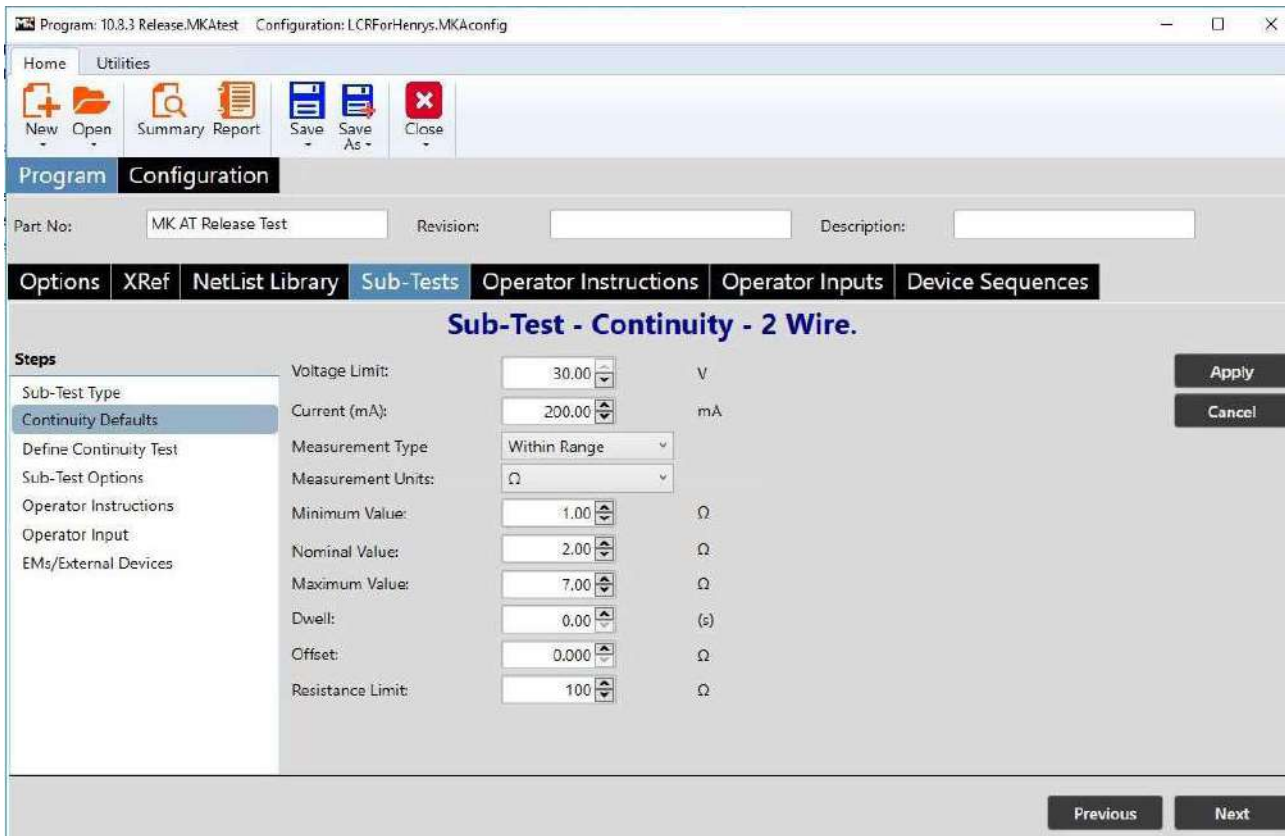 Program: 10.8.3 Release.MKAtest Configuration: LCRForHenrys.MKAconfig
Home Utilities
New Open Summary Report Save Save As Close
Program Configuration
Part No: MK AT Release Test Revision: Description:
Options XRef NetList Library Sub-Tests Operator Instructions Operator Inputs Device Sequences
Sub-Test - Continuity - 2 Wire.
Steps
Sub-Test Type
Continuity Defaults
Define Continuity Test
Sub-Test Options
Operator Instructions
Operator Input
EMs/External Devices
Voltage Limit: 30.00 V
Current (mA): 200.00 mA
Measurement Type Within Range
Measurement Units: Ω
Minimum Value: 1.00 Ω
Nominal Value: 2.00 Ω
Maximum Value: 7.00 Ω
Dwell: 0.00 (s)
Offset: 0.000 Ω
Resistance Limit: 100 Ω
Apply
Cancel
Previous Next